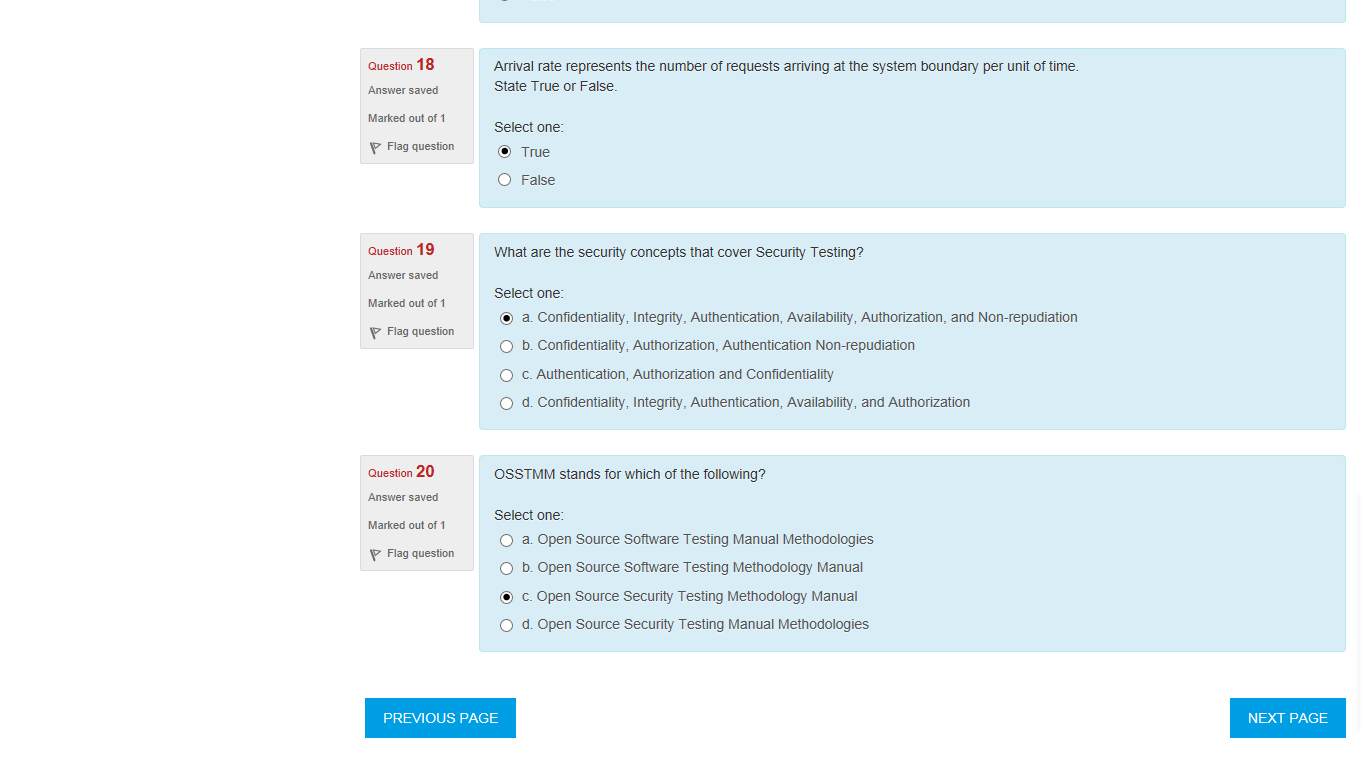 Question 18
Answer saved
Marked out of 1
Flag question
Arrival rate represents the number of requests arriving at the system boundary per unit of time.
State True or False.
Select one:
True
False
Question 19
Answer saved
Marked out of 1
Flag question
What are the security concepts that cover Security Testing?
Select one:
a. Confidentiality, Integrity, Authentication, Availability, Authorization, and Non-repudiation
b. Confidentiality, Authorization, Authentication Non-repudiation
c. Authentication, Authorization and Confidentiality
d. Confidentiality, Integrity, Authentication, Availability, and Authorization
Question 20
Answer saved
Marked out of 1
Flag question
OSSTMM stands for which of the following?
Select one:
a. Open Source Software Testing Manual Methodologies
b. Open Source Software Testing Methodology Manual
c. Open Source Security Testing Methodology Manual
d. Open Source Security Testing Manual Methodologies
PREVIOUS PAGE
NEXT PAGE